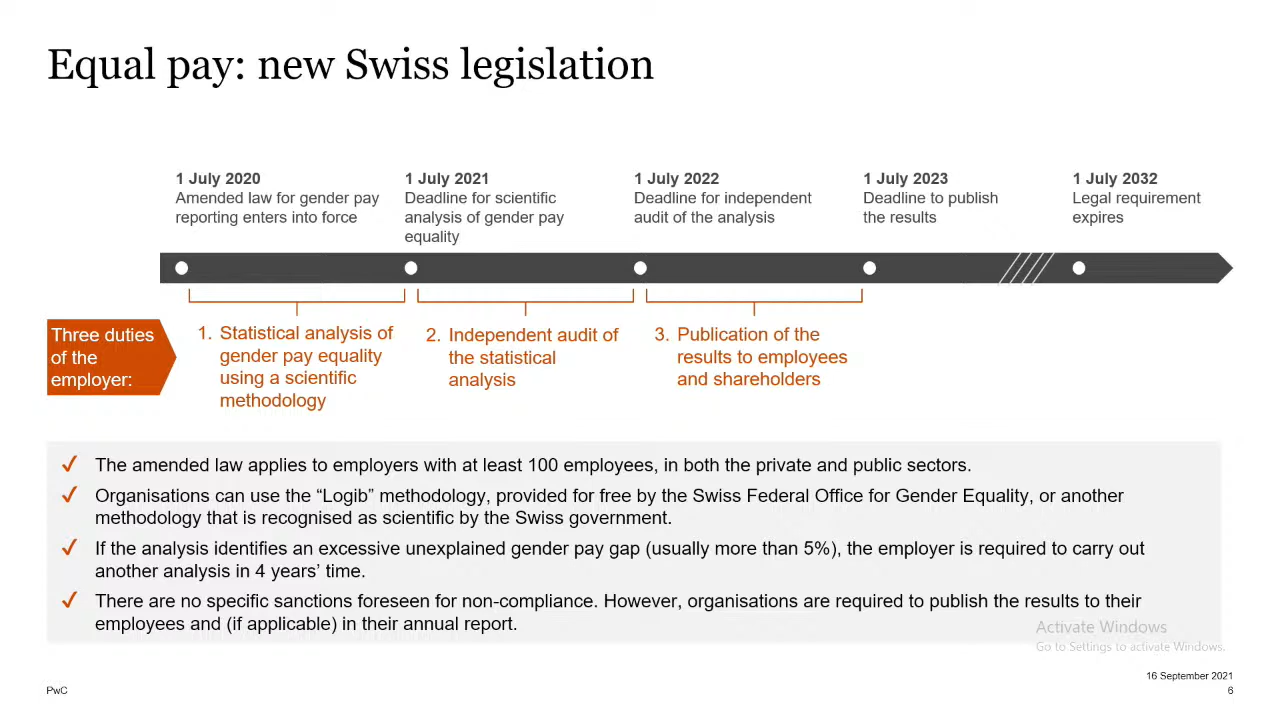 Equal pay: new Swiss legislation
1 July 2020
Amended law for gender pay
reporting enters into force
1 July 2021
Deadline for scientific
analysis of gender pay
equality
1 July 2022
Deadline for independent
audit of the analysis
1 July 2023
Deadline to publish
the results
1 July 2032
Legal requirement
expires
Three duties
of the
employer:
1. Statistical analysis of
gender pay equality
using a scientific
methodology
2. Independent audit of
the statistical
analysis
3. Publication of the
results to employees
and shareholders
✓ The amended law applies to employers with at least 100 employees, in both the private and public sectors.
✓ Organisations can use the “Logib” methodology, provided for free by the Swiss Federal Office for Gender Equality, or another
methodology that is recognised as scientific by the Swiss government.
✓ If the analysis identifies an excessive unexplained gender pay gap (usually more than 5%), the employer is required to carry out
another analysis in 4 years’ time.
✓ There are no specific sanctions foreseen for non-compliance. However, organisations are required to publish the results to their
employees and (if applicable) in their annual report.
Activate Windows
Go to Settings to activate Windows.
16 September 2021
PwC
6